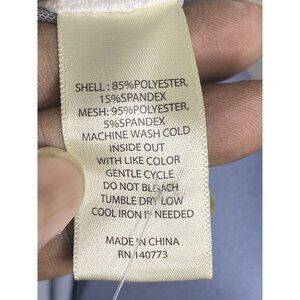 SHELL : 85%POLYESTER,
15%SPANDEX
MESH: 95%POLYESTER,
5%SPANDEX
MACHINE WASH COLD
INSIDE OUT
WITH LIKE COLOR
GENTLE CYCLE
DO NOT BLEACH
TUMBLE DRY LOW
COOL IRON IF NEEDED
MADE IN CHINA
RN 140773